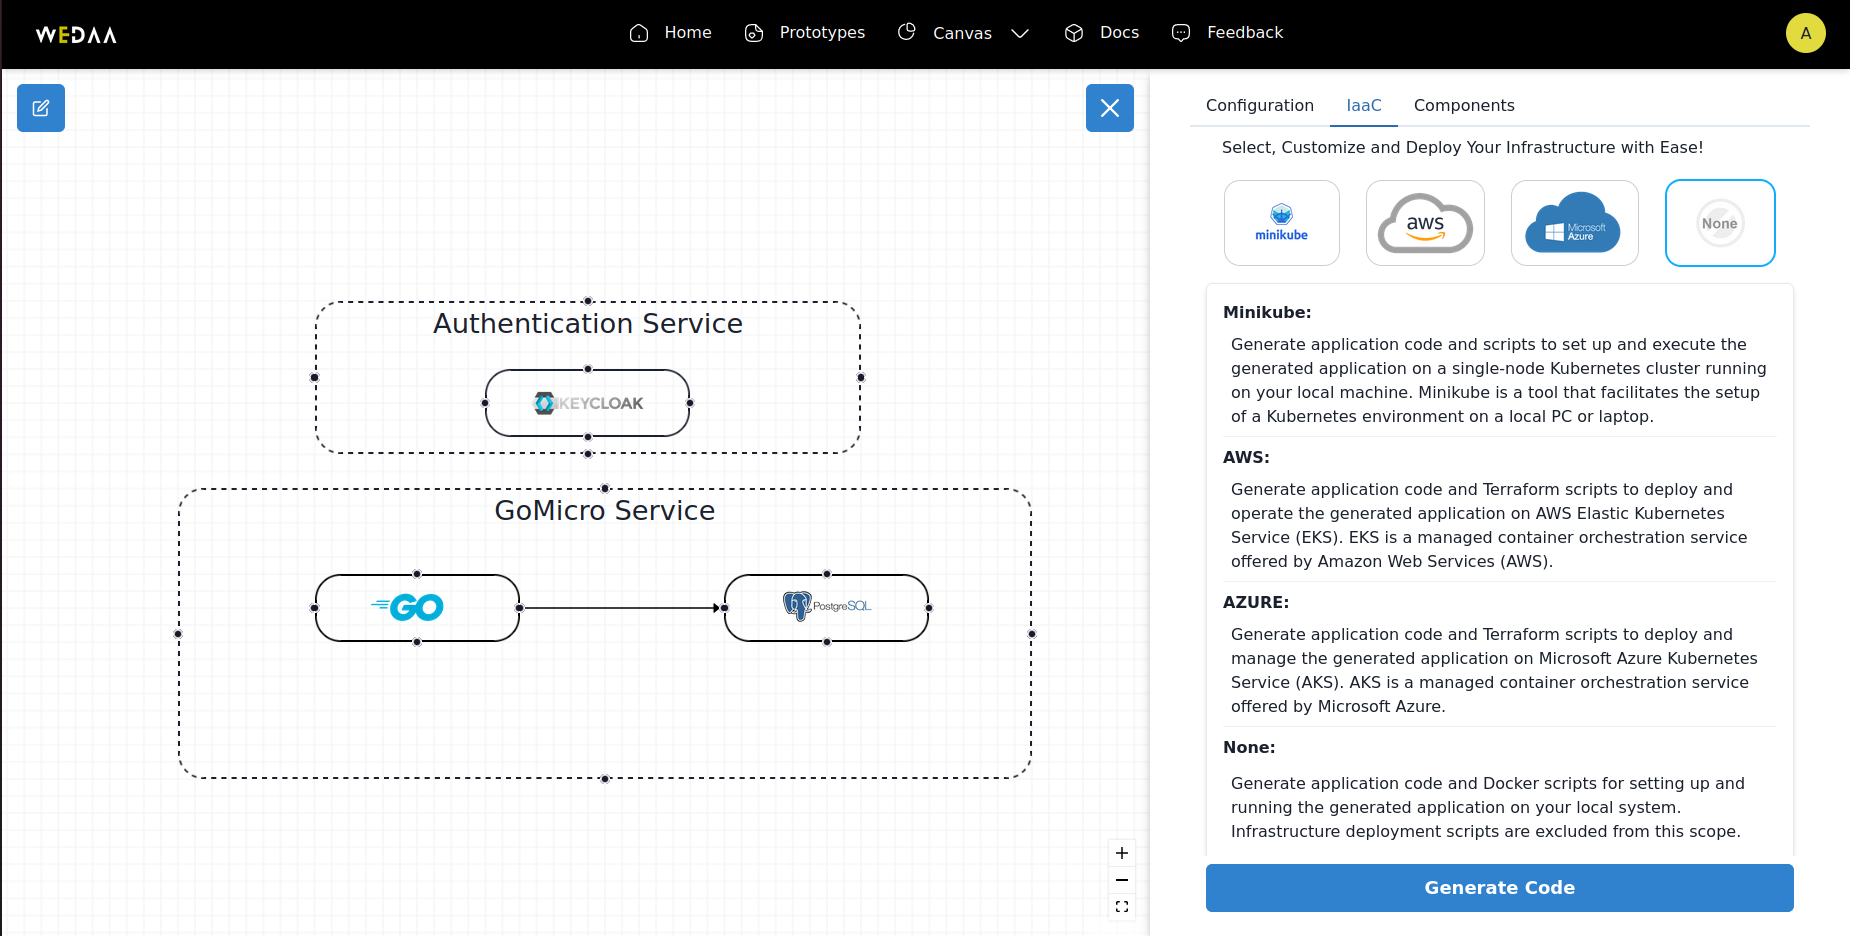 WEDAA
Home
Prototypes
Canvas
Docs
Feedback
A
Configuration
IaaC
Components
Select, Customize and Deploy Your Infrastructure with Ease!
minikube
aws
Microsoft
Azure
None
Authentication Service
KEYCLOAK
GoMicro Service
GO
PostgreSQL
Minikube:
Generate application code and scripts to set up and execute the
generated application on a single-node Kubernetes cluster running
on your local machine. Minikube is a tool that facilitates the setup
of a Kubernetes environment on a local PC or laptop.
AWS:
Generate application code and Terraform scripts to deploy and
operate the generated application on AWS Elastic Kubernetes
Service (EKS). EKS is a managed container orchestration service
offered by Amazon Web Services (AWS).
AZURE:
Generate application code and Terraform scripts to deploy and
manage the generated application on Microsoft Azure Kubernetes
Service (AKS). AKS is a managed container orchestration service
offered by Microsoft Azure.
None:
Generate application code and Docker scripts for setting up and
running the generated application on your local system.
Infrastructure deployment scripts are excluded from this scope.
Generate Code